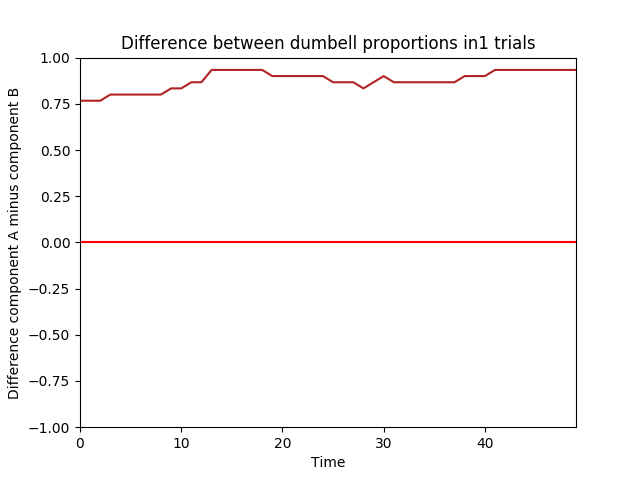 Difference between dumbell proportions in1 trials
Difference component A minus component B
1.00
0.75
0.50
0.25
0.00
−0.25
−0.50
−0.75
−1.00
0 10 20 30 40
Time